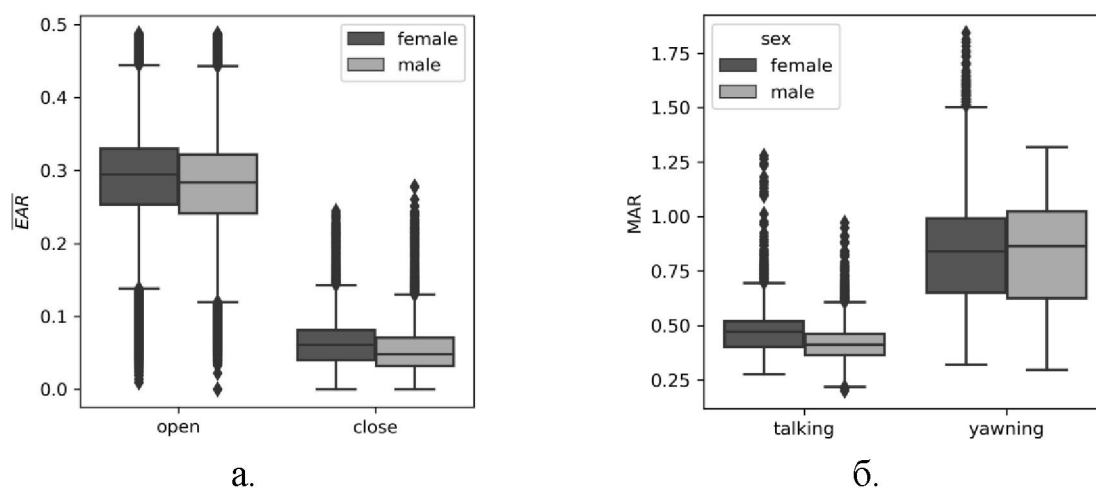 0.5
0.4
0.3
0.2
0.1
0.0
EAR
female
male
open
close
а.
1.75
1.50
1.25
1.00
0.75
0.50
0.25
MAR
sex
female
male
talking
yawning
б.